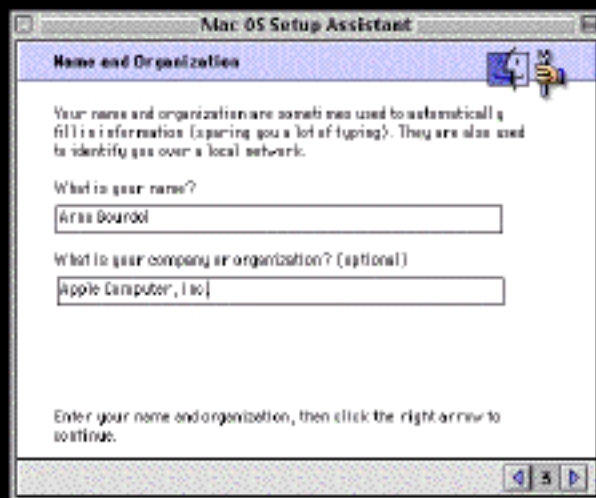 Mac OS Setup Assistant
Name and Organization
Your name and organization are sometimes used to automatically
fill in information (sparing you a lot of typing). They are also used
to identify you over a local network.
What is your name?
Arno Gourdol
What is your company or organization? (optional)
Apple Computer, Inc.
Enter your name and organization, then click the right arrow to
continue.
3